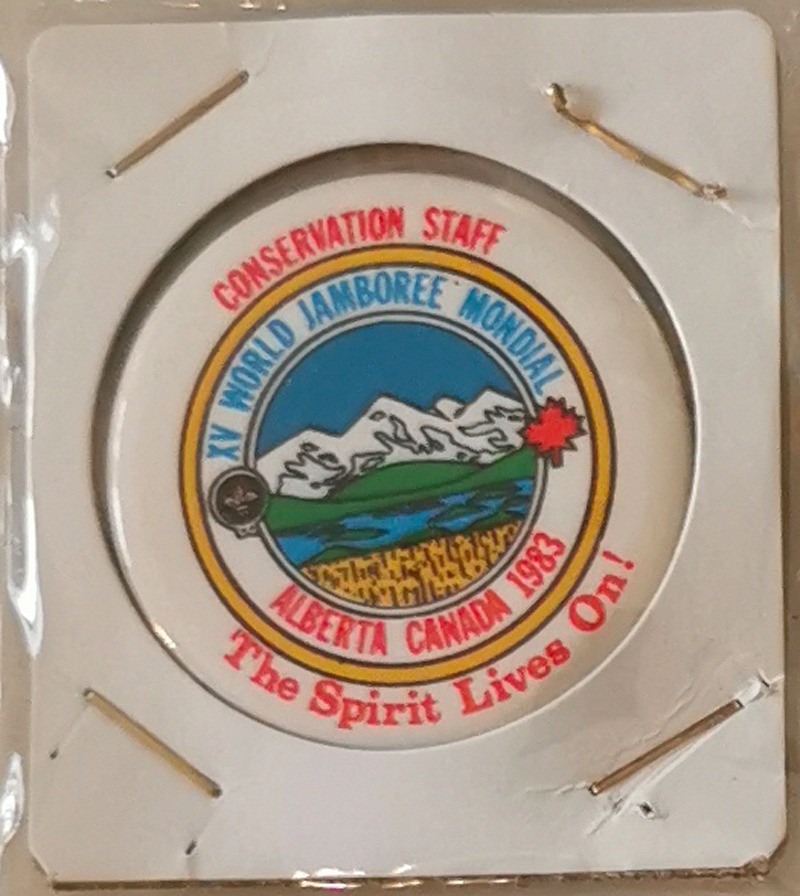 CONSERVATION STAFF
XV WORLD JAMBOREE MONDIAL
ALBERTA CANADA 1983
The Spirit Lives On!